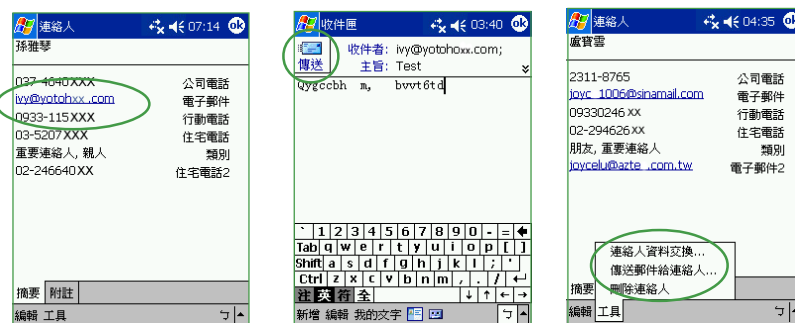 連絡人 07:14 ok
孫雅琴
037-4640XXX 公司電話
ivy@yotohxx .com 電子郵件
0933-115XXX 行動電話
03-5207XXX 住宅電話
重要連絡人, 親人 類別
02-246640XX 住宅電話2
摘要 附註
編輯 工具
收件匣 03:40 ok
傳送
收件者: ivy@yotohoxx.com;
主旨: Test
Qygccbh m, bvvt6td
` 1 2 3 4 5 6 7 8 9 0 - =
Tab q w e r t y u i o p [ ]
Shift a s d f g h j k l ; '
Ctrl z x c v b n m , . /
注 英 符 全
新增 編輯 我的文字
連絡人 04:35 ok
盧寶雲
2311-8765 公司電話
joyc_1006@sinamail.com 電子郵件
09330246 XX 行動電話
02-294626XX 住宅電話
朋友, 重要連絡人 類別
joycelu@azte .com.tw 電子郵件2
連絡人資料交換...
傳送郵件給連絡人...
刪除連絡人
摘要
編輯 工具